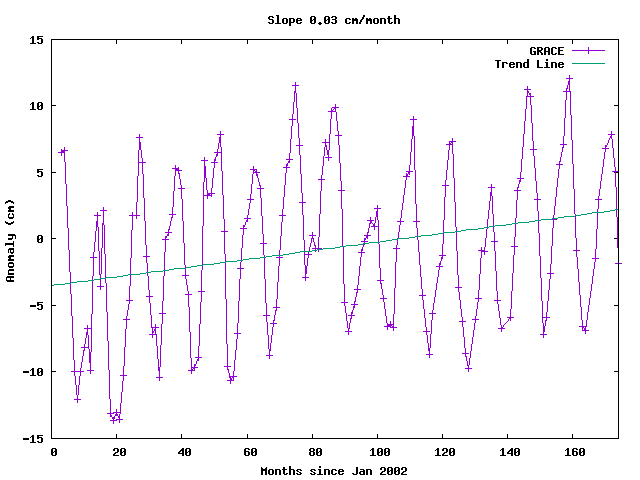 Slope 0.03 cm/month
GRACE
Trend Line
15
10
5
0
-5
-10
-15
Anomaly (cm)
0 20 40 60 80 100 120 140 160
Months since Jan 2002